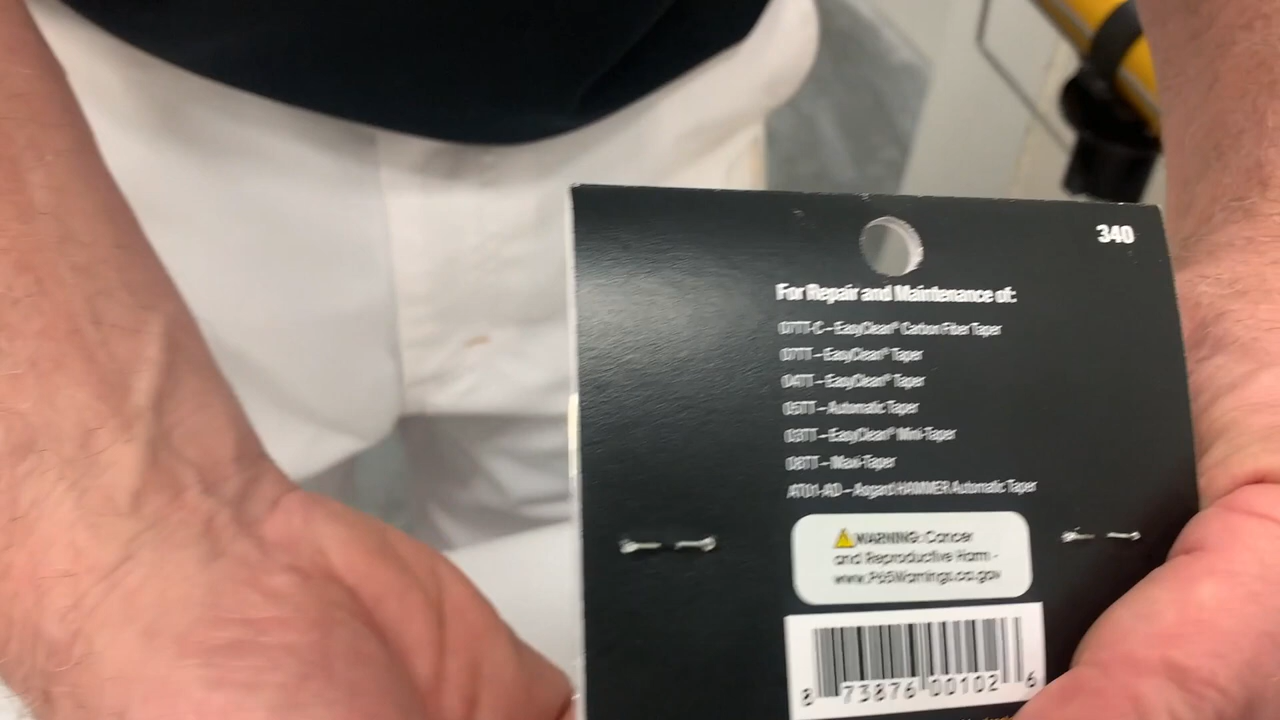 340
For Repair and Maintenance of:
07TT-C – EasyClean® Carbon Fiber Taper
07TT – EasyClean® Taper
04TT – EasyClean® Taper
05TT – Automatic Taper
03TT – EasyClean® Mini-Taper
08TT – Maxi-Taper
AT01-AD – Asgard HAMMER Automatic Taper
WARNING: Cancer
and Reproductive Harm -
www.P65Warnings.ca.gov
8 73876 00102 6